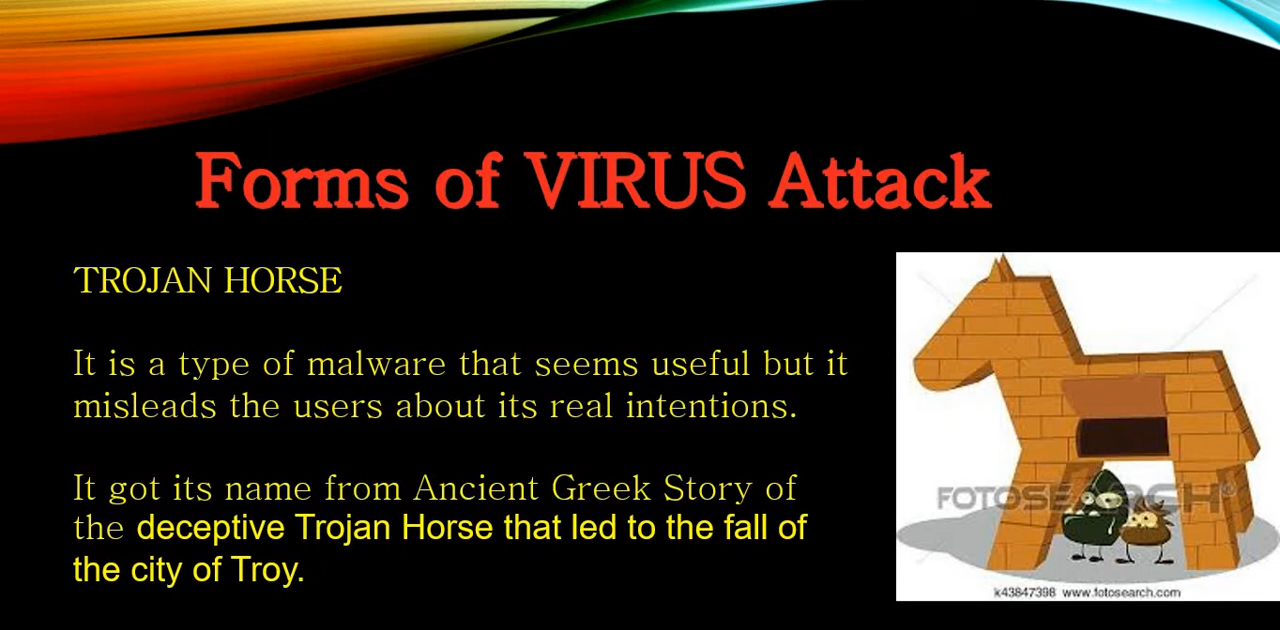 Forms of VIRUS Attack
TROJAN HORSE
It is a type of malware that seems useful but it
misleads the users about its real intentions.
It got its name from Ancient Greek Story of
the deceptive Trojan Horse that led to the fall of
the city of Troy.
FOTOSEARCH®
k43847398 www.fotosearch.com